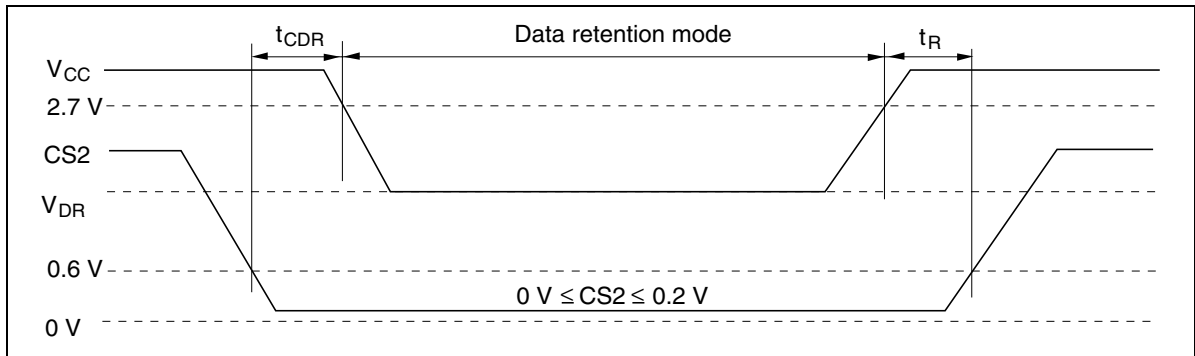 tCDR
Data retention mode
tR
VCC
2.7 V
CS2
VDR
0.6 V
0 V ≤ CS2 ≤ 0.2 V
0 V